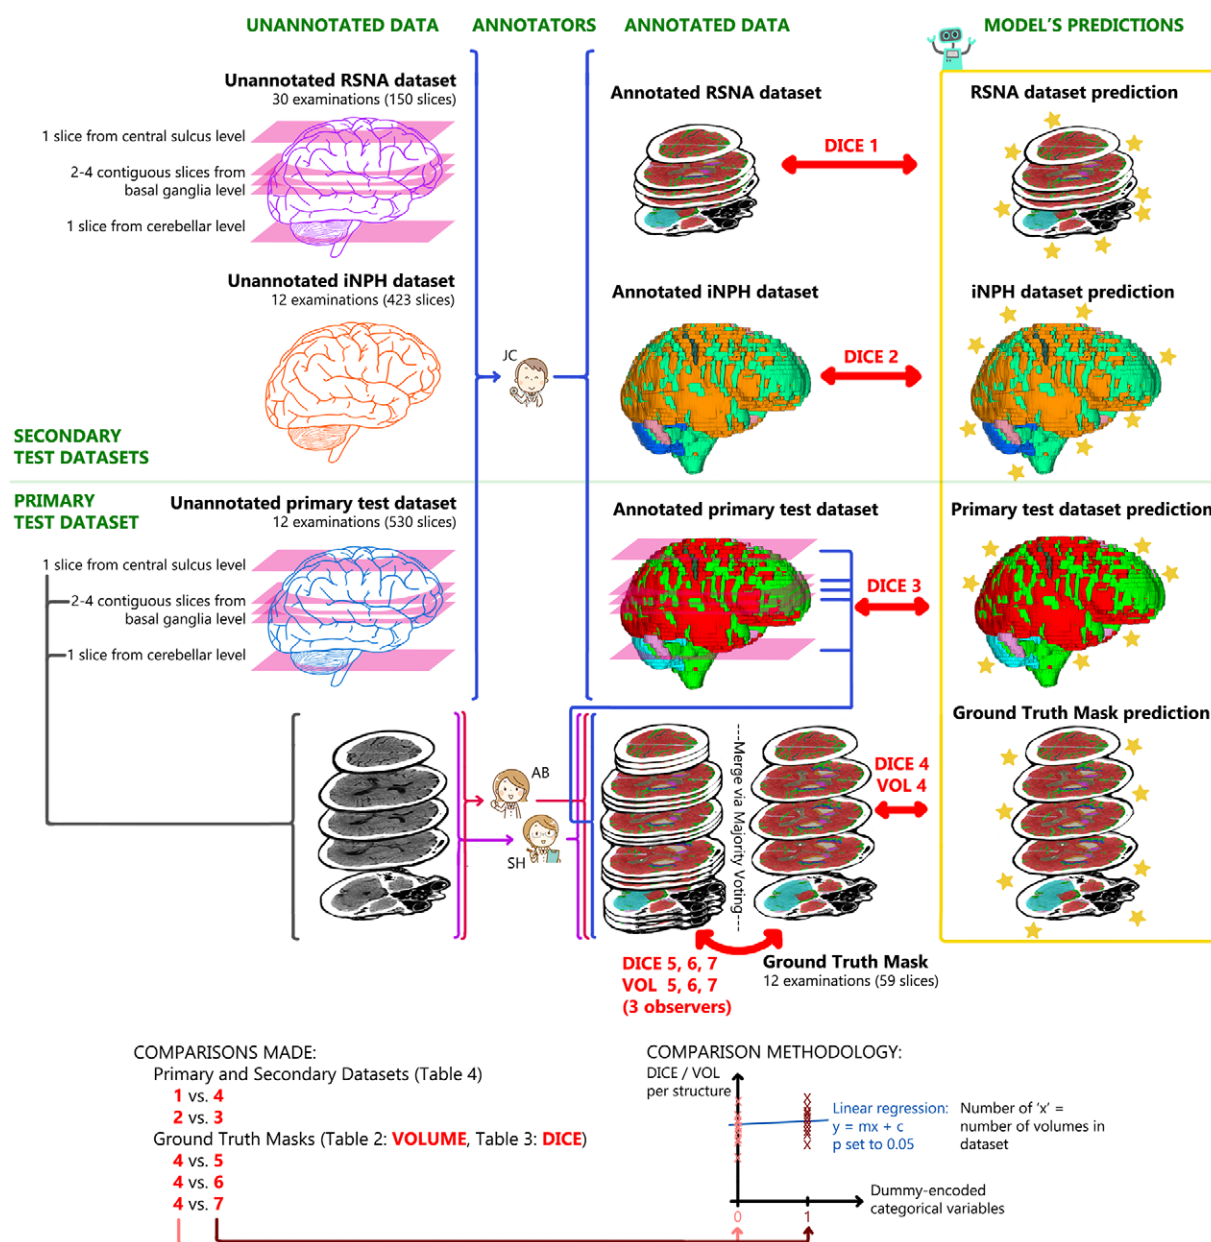 UNANNOTATED DATA
ANNOTATORS
ANNOTATED DATA
MODEL'S PREDICTIONS
Unannotated RSNA dataset
30 examinations (150 slices)
1 slice from central sulcus level
2-4 contiguous slices from
basal ganglia level
1 slice from cerebellar level
Annotated RSNA dataset
DICE 1
RSNA dataset prediction
Unannotated iNPH dataset
12 examinations (423 slices)
JC
Annotated iNPH dataset
DICE 2
iNPH dataset prediction
SECONDARY
TEST DATASETS
PRIMARY
TEST DATASET
Unannotated primary test dataset
12 examinations (530 slices)
1 slice from central sulcus level
2-4 contiguous slices from
basal ganglia level
1 slice from cerebellar level
Annotated primary test dataset
DICE 3
Primary test dataset prediction
AB
SH
---Merge via Majority Voting---
DICE 4
VOL 4
Ground Truth Mask prediction
DICE 5, 6, 7
VOL 5, 6, 7
(3 observers)
Ground Truth Mask
12 examinations (59 slices)
COMPARISONS MADE:
Primary and Secondary Datasets (Table 4)
1 vs. 4
2 vs. 3
Ground Truth Masks (Table 2: VOLUME, Table 3: DICE)
4 vs. 5
4 vs. 6
4 vs. 7
COMPARISON METHODOLOGY:
DICE / VOL
per structure
Linear regression:
y = mx + c
p set to 0.05
Number of 'x' =
number of volumes in
dataset
Dummy-encoded
categorical variables
0
1